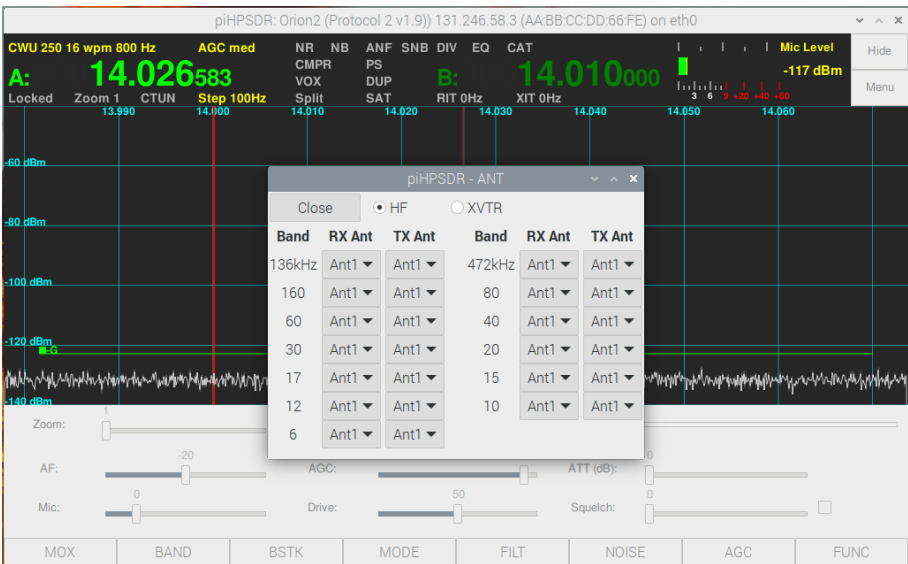 piHPSDR: Orion2 (Protocol 2 v1.9)) 131.246.58.3 (AA:BB:CC:DD:66:FE) on eth0
CWU 250 16 wpm 800 Hz AGC med NR NB ANF SNB DIV EQ CAT Mic Level Hide
CMPR PS
A: 14.026583 VOX DUP B: 14.010000 -117 dBm
Menu
Locked Zoom 1 CTUN Step 100Hz Split SAT RIT 0Hz XIT 0Hz 3 6 9 +20 +40 +60
13.990 14.000 14.010 14.020 14.030 14.040 14.050 14.060
-60 dBm
piHPSDR - ANT
-80 dBm
Close HF XVTR
Band RX Ant TX Ant Band RX Ant TX Ant
136kHz Ant1 Ant1 472kHz Ant1 Ant1
-100 dBm
160 Ant1 Ant1 80 Ant1 Ant1
60 Ant1 Ant1 40 Ant1 Ant1
-120 dBm
-G
30 Ant1 Ant1 20 Ant1 Ant1
17 Ant1 Ant1 15 Ant1 Ant1
-140 dBm
12 Ant1 Ant1 10 Ant1 Ant1
6 Ant1 Ant1
Zoom: 1
AF: -20 AGC: ATT (dB): 0
Mic: 0 Drive: 50 Squelch: 0
MOX BAND BSTK MODE FILT NOISE AGC FUNC